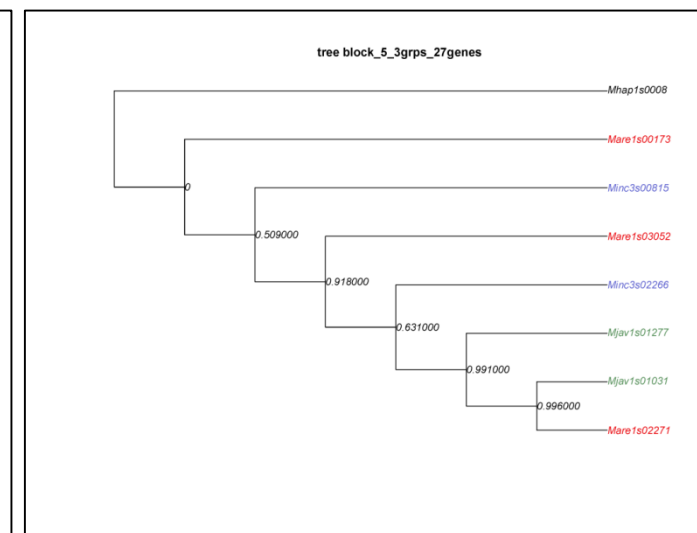 tree block_5_3grps_27genes
Mhap1s0008
Mare1s00173
0
Minc3s00815
0.509000
Mare1s03052
0.918000
Minc3s02266
0.631000
Mjav1s01277
0.991000
Mjav1s01031
0.996000
Mare1s02271